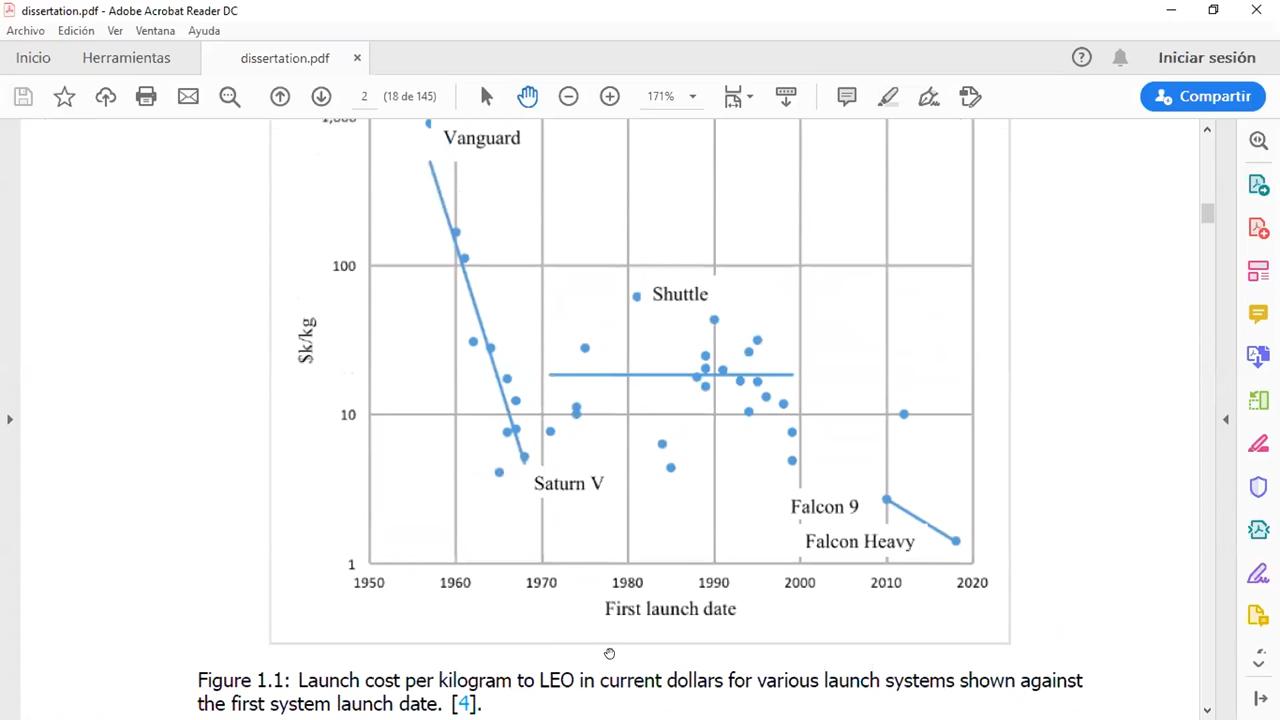 dissertation.pdf - Adobe Acrobat Reader DC
Archivo Edición Ver Ventana Ayuda
Inicio Herramientas dissertation.pdf × Iniciar sesión
2 (18 de 145) 171% Compartir
Vanguard
100
Shuttle
$k/kg
10
Saturn V
Falcon 9
Falcon Heavy
1
1950 1960 1970 1980 1990 2000 2010 2020
First launch date
Figure 1.1: Launch cost per kilogram to LEO in current dollars for various launch systems shown against
the first system launch date. [4].